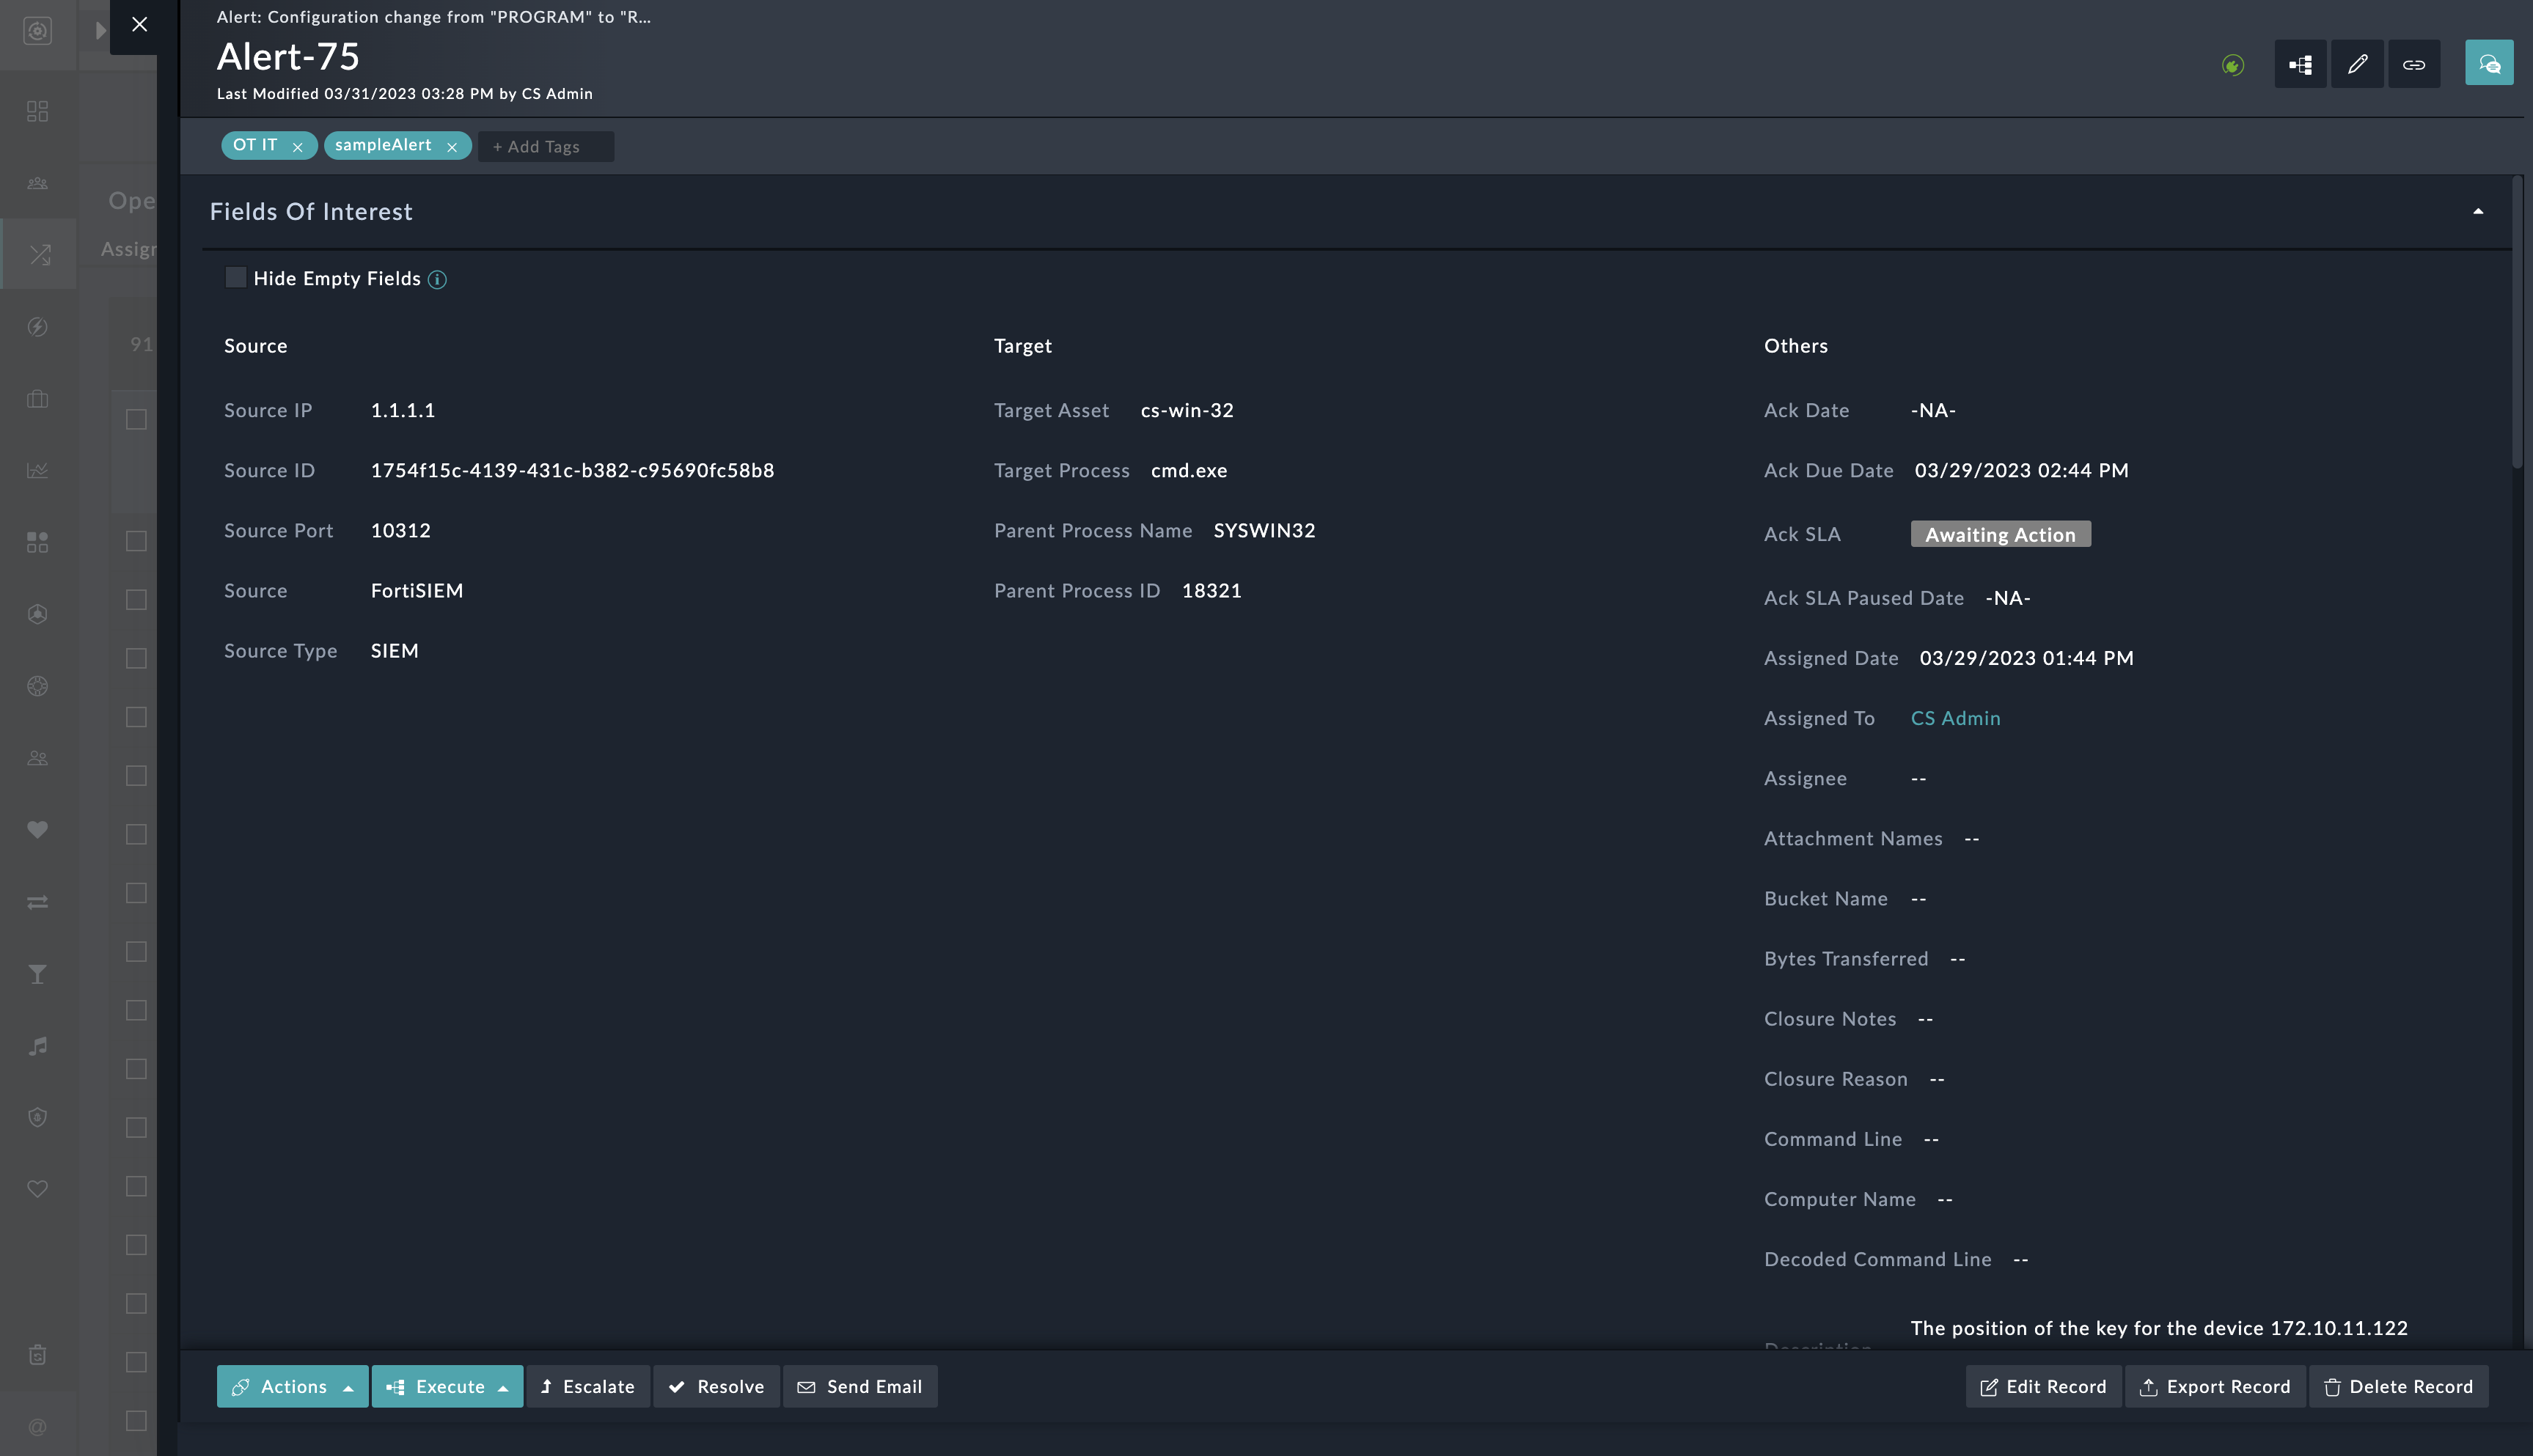 Alert: Configuration change from "PROGRAM" to "R...
Alert-75
Last Modified 03/31/2023 03:28 PM by CS Admin
OT IT ×
sampleAlert ×
+ Add Tags
Ope
Assign
91
Fields Of Interest
Hide Empty Fields
Source
Source IP 1.1.1.1
Source ID 1754f15c-4139-431c-b382-c95690fc58b8
Source Port 10312
Source FortiSIEM
Source Type SIEM
Target
Target Asset cs-win-32
Target Process cmd.exe
Parent Process Name SYSWIN32
Parent Process ID 18321
Others
Ack Date -NA-
Ack Due Date 03/29/2023 02:44 PM
Ack SLA Awaiting Action
Ack SLA Paused Date -NA-
Assigned Date 03/29/2023 01:44 PM
Assigned To CS Admin
Assignee --
Attachment Names --
Bucket Name --
Bytes Transferred --
Closure Notes --
Closure Reason --
Command Line --
Computer Name --
Decoded Command Line --
The position of the key for the device 172.10.11.122
Description
Actions
Execute
Escalate
Resolve
Send Email
Edit Record
Export Record
Delete Record